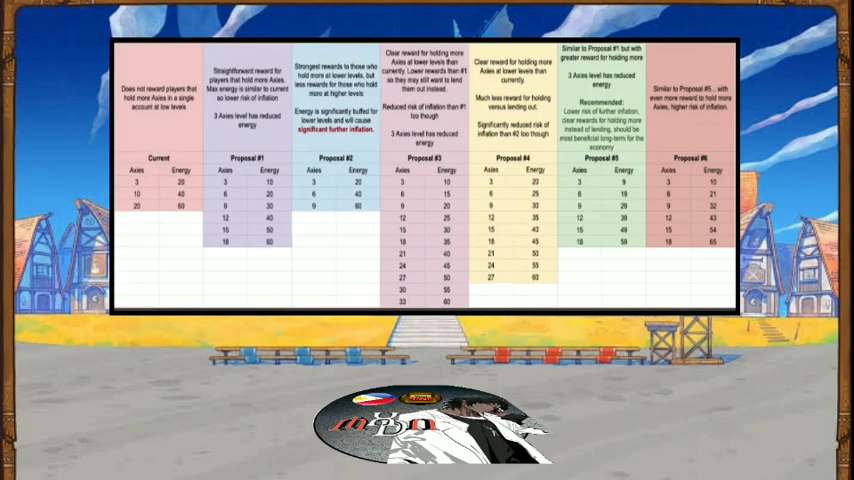 Does not reward players that
hold more Axies in a single
account at low levels
Current
Axies Energy
3 20
10 40
20 60
Straightforward reward for
players that hold more Axies.
Max energy is similar to current
so lower risk of inflation
3 Axies level has reduced
energy
Proposal #1
Axies Energy
3 10
6 20
9 30
12 40
15 50
18 60
Strongest rewards to those who
hold more at lower levels, but
less rewards for those who hold
more at higher levels
Energy is significantly buffed for
lower levels and will cause
significant further inflation.
Proposal #2
Axies Energy
3 20
6 40
9 60
Clear reward for holding more
Axies at lower levels than
currently. Lower rewards than #1
so they may still want to lend
them out instead.
Reduced risk of inflation than #1
too though
3 Axies level has reduced
energy
Proposal #3
Axies Energy
3 10
6 15
9 20
12 25
15 30
18 35
21 40
24 45
27 50
30 55
33 60
Clear reward for holding more
Axies at lower levels than
currently.
Much less reward for holding
versus lending out.
Significantly reduced risk of
inflation than #2 too though
Proposal #4
Axies Energy
3 20
6 25
9 30
12 35
15 40
18 45
21 50
24 55
27 60
Similar to Proposal #1 but with
greater reward for holding more
3 Axies level has reduced
energy
Recommended:
Lower risk of further inflation,
clear rewards for holding more
instead of lending, should be
most beneficial long-term for the
economy
Proposal #5
Axies Energy
3 9
6 19
9 29
12 39
15 49
18 59
Similar to Proposal #5... with
even more reward to hold more
Axies, higher risk of inflation.
Proposal #6
Axies Energy
3 10
6 21
9 32
12 43
15 54
18 65